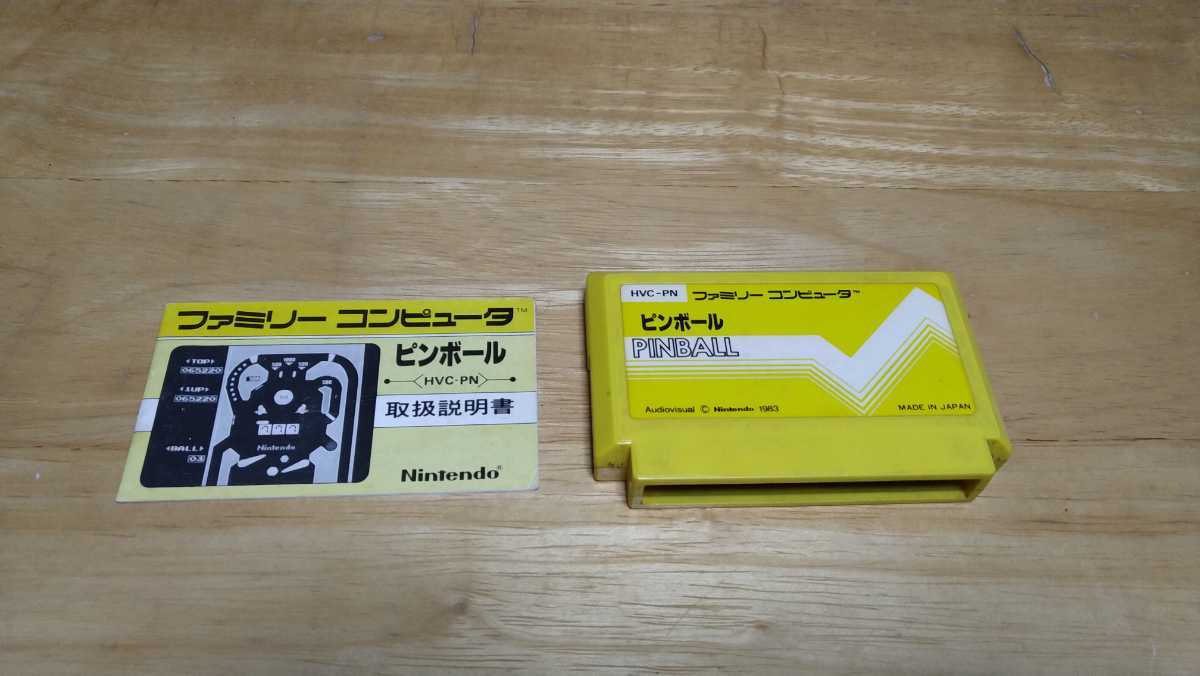 ファミリー コンピュータ™
ピンボール
HVC-PN
取扱説明書
Nintendo®
◀TOP▶
065220
◀1UP▶
065220
◀BALL▶
03
1000
500
Nintendo
HVC-PN
ファミリー コンピュータ™
ピンボール
PINBALL
Audiovisual © Nintendo 1983
MADE IN JAPAN